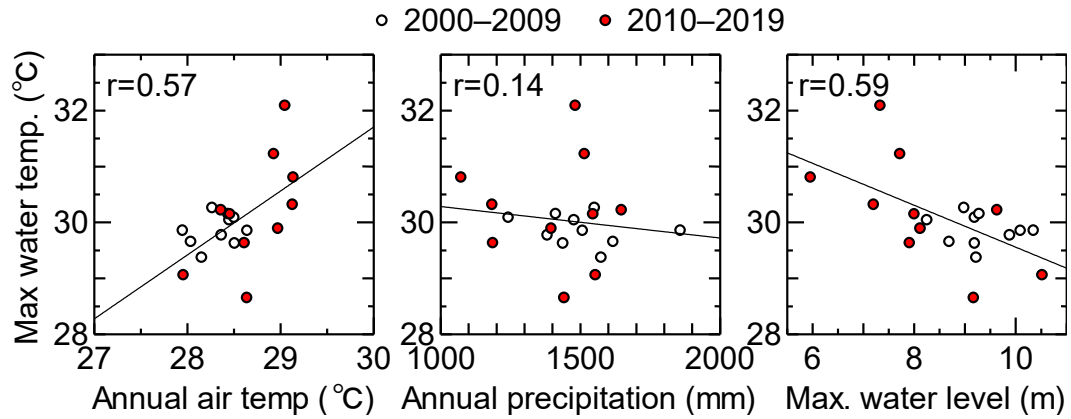 2000–2009 2010–2019
r=0.57 r=0.14 r=0.59
Max water temp. (°C)
32 32 32
30 30 30
28 28 28
27 28 29 30 1000 1500 2000 6 8 10
Annual air temp (°C) Annual precipitation (mm) Max. water level (m)